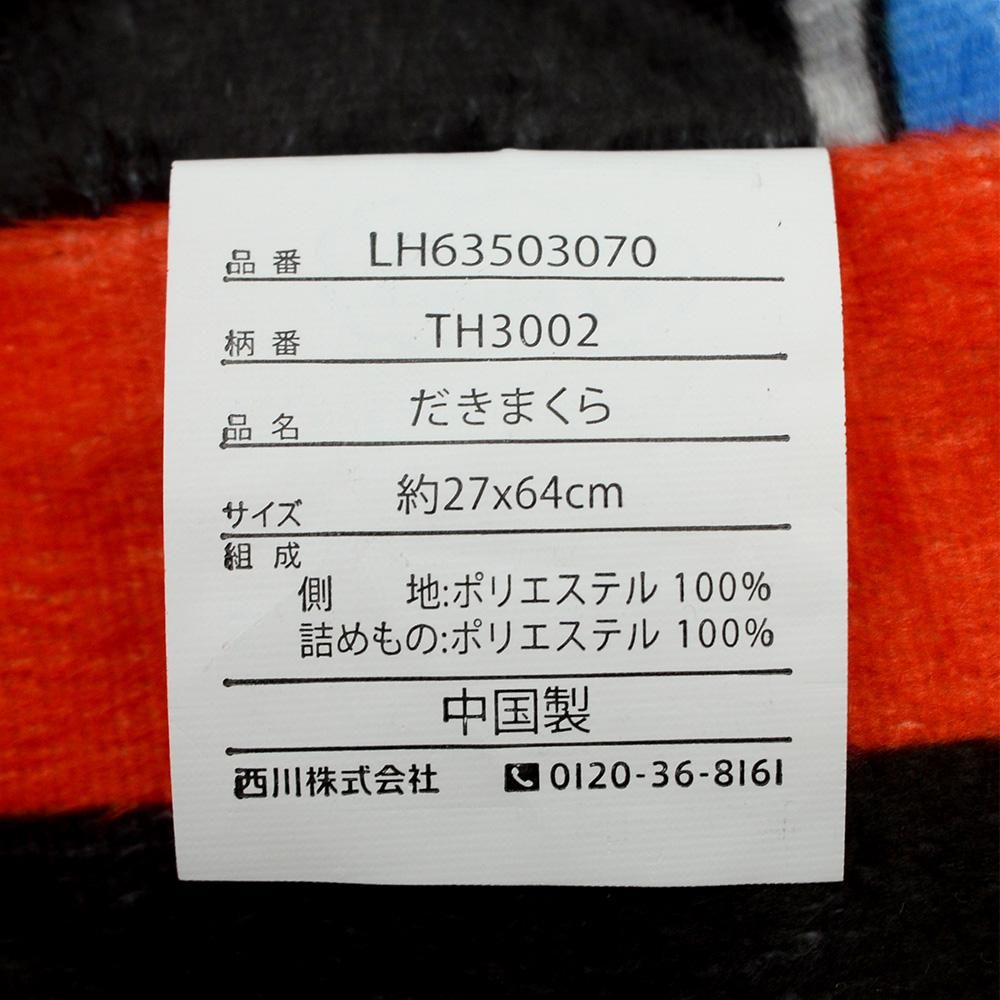 品番 LH63503070
柄番 TH3002
品名 だきまくら
サイズ 約27x64cm
組成
側　地:ポリエステル 100%
詰めもの:ポリエステル 100%
中国製
西川株式会社 0120-36-8161